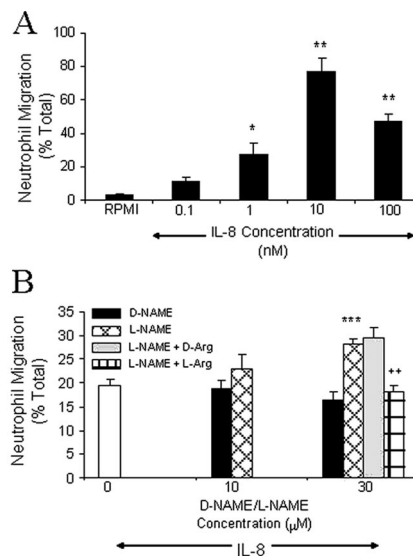 A
Neutrophil Migration
(% Total)
100
80
60
40
20
0
*
**
**
RPMI
0.1
1
10
100
IL-8 Concentration
(nM)
B
Neutrophil Migration
(% Total)
35
30
25
20
15
10
5
0
D-NAME
L-NAME
L-NAME + D-Arg
L-NAME + L-Arg
***
++
0
10
30
D-NAME/L-NAME
Concentration (µM)
IL-8